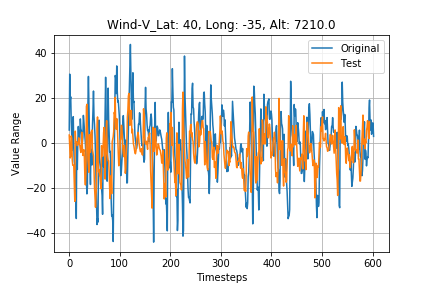 Wind-V_Lat: 40, Long: -35, Alt: 7210.0
Original
Test
Value Range
40
20
0
−20
−40
0 100 200 300 400 500 600
Timesteps